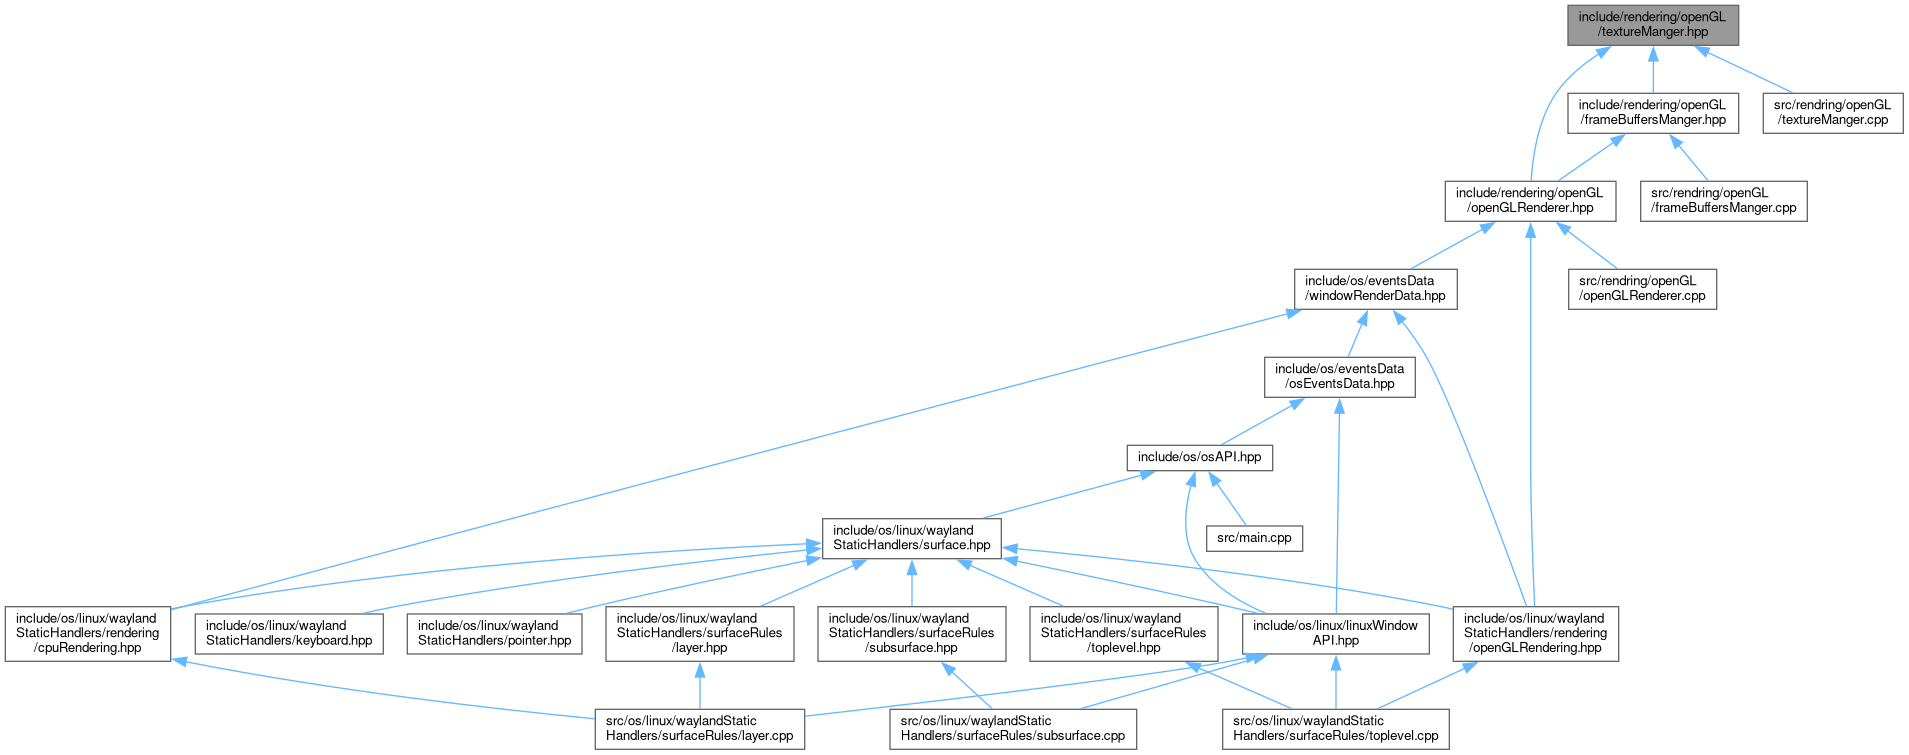 include/rendering/openGL
/textureManger.hpp
include/rendering/openGL
/frameBuffersManger.hpp
src/rendring/openGL
/textureManger.cpp
include/rendering/openGL
/openGLRenderer.hpp
src/rendring/openGL
/frameBuffersManger.cpp
include/os/eventsData
/windowRenderData.hpp
src/rendring/openGL
/openGLRenderer.cpp
include/os/eventsData
/osEventsData.hpp
include/os/osAPI.hpp
include/os/linux/wayland
StaticHandlers/surface.hpp
src/main.cpp
include/os/linux/wayland
StaticHandlers/rendering
/cpuRendering.hpp
include/os/linux/wayland
StaticHandlers/keyboard.hpp
include/os/linux/wayland
StaticHandlers/pointer.hpp
include/os/linux/wayland
StaticHandlers/surfaceRules
/layer.hpp
include/os/linux/wayland
StaticHandlers/surfaceRules
/subsurface.hpp
include/os/linux/wayland
StaticHandlers/surfaceRules
/toplevel.hpp
include/os/linux/linuxWindow
API.hpp
include/os/linux/wayland
StaticHandlers/rendering
/openGLRendering.hpp
src/os/linux/waylandStatic
Handlers/surfaceRules/layer.cpp
src/os/linux/waylandStatic
Handlers/surfaceRules/subsurface.cpp
src/os/linux/waylandStatic
Handlers/surfaceRules/toplevel.cpp